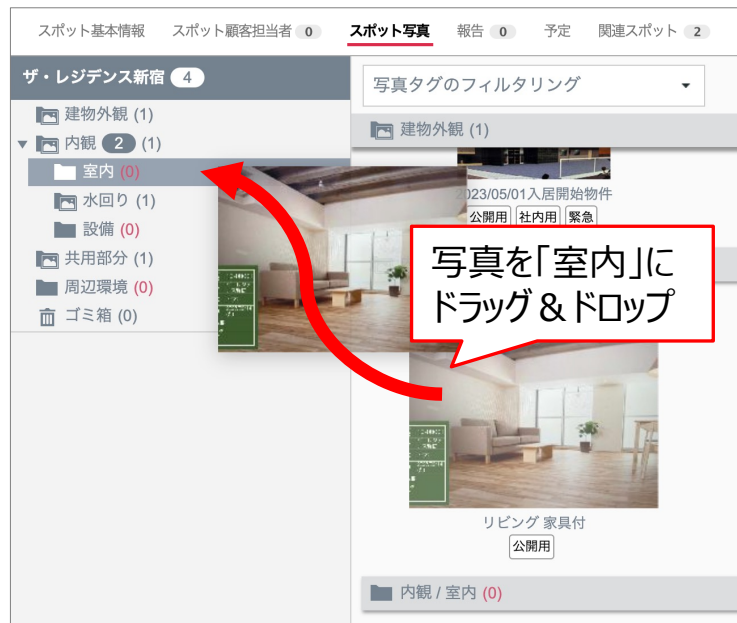 スポット基本情報 スポット顧客担当者 0 スポット写真 報告 0 予定 関連スポット 2
ザ・レジデンス新宿 4
建物外観 (1)
内観 2 (1)
室内 (0)
水回り (1)
設備 (0)
共用部分 (1)
周辺環境 (0)
ゴミ箱 (0)
写真タグのフィルタリング
建物外観 (1)
2023/05/01入居開始物件
公開用 社内用 緊急
写真を「室内」に
ドラッグ＆ドロップ
リビング 家具付
公開用
内観 / 室内 (0)